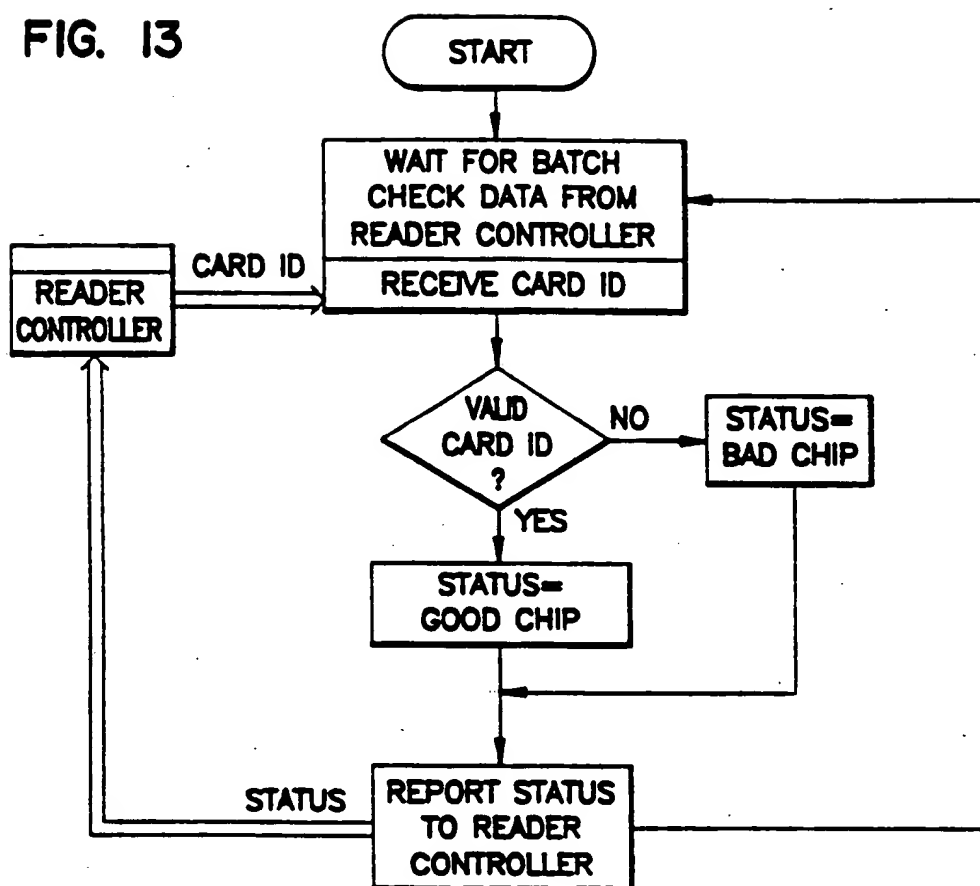 FIG. 13
START
WAIT FOR BATCH
CHECK DATA FROM
READER CONTROLLER
RECEIVE CARD ID
CARD ID
READER
CONTROLLER
VALID
CARD ID
?
NO
STATUS=
BAD CHIP
YES
STATUS=
GOOD CHIP
STATUS
REPORT STATUS
TO READER
CONTROLLER